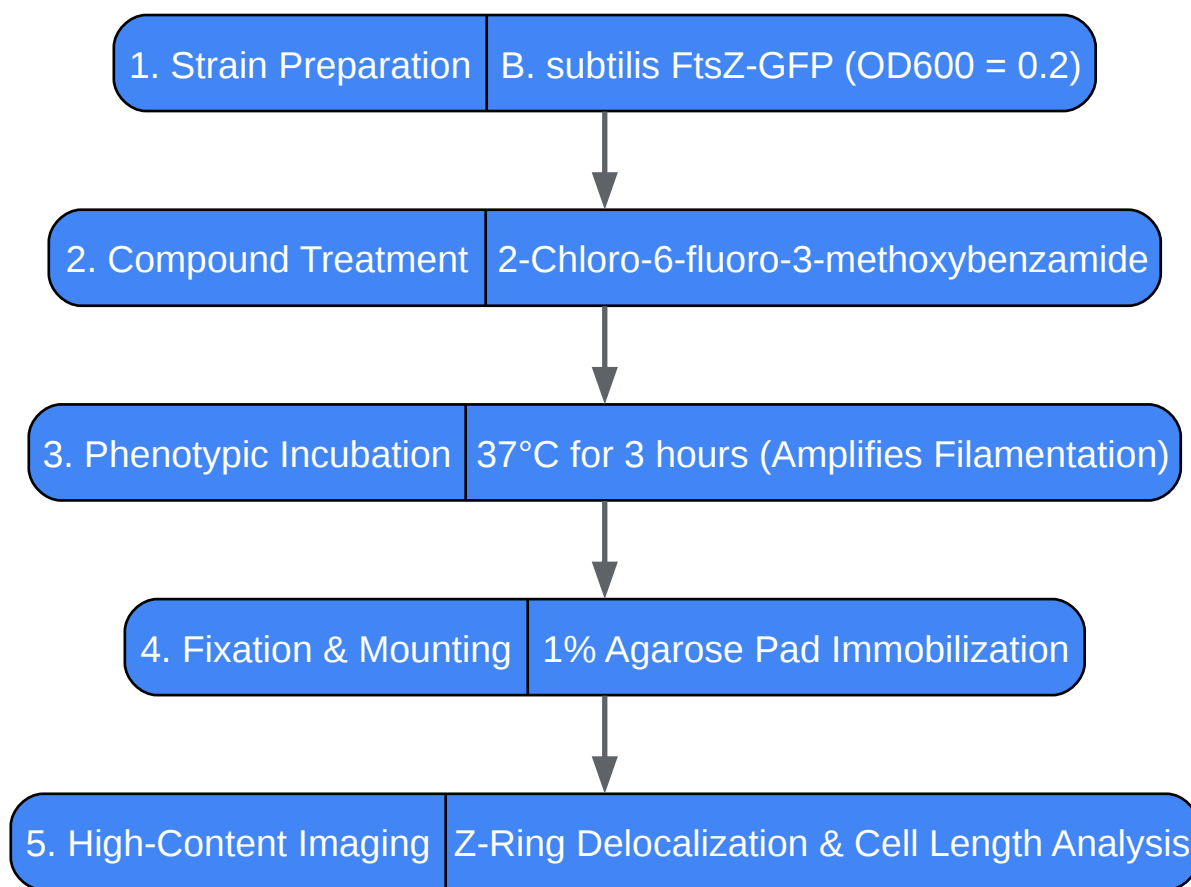 1. Strain Preparation B. subtilis FtsZ-GFP (OD600 = 0.2)
2. Compound Treatment 2-Chloro-6-fluoro-3-methoxybenzamide
3. Phenotypic Incubation 37°C for 3 hours (Amplifies Filamentation)
4. Fixation & Mounting 1% Agarose Pad Immobilization
5. High-Content Imaging Z-Ring Delocalization & Cell Length Analysis